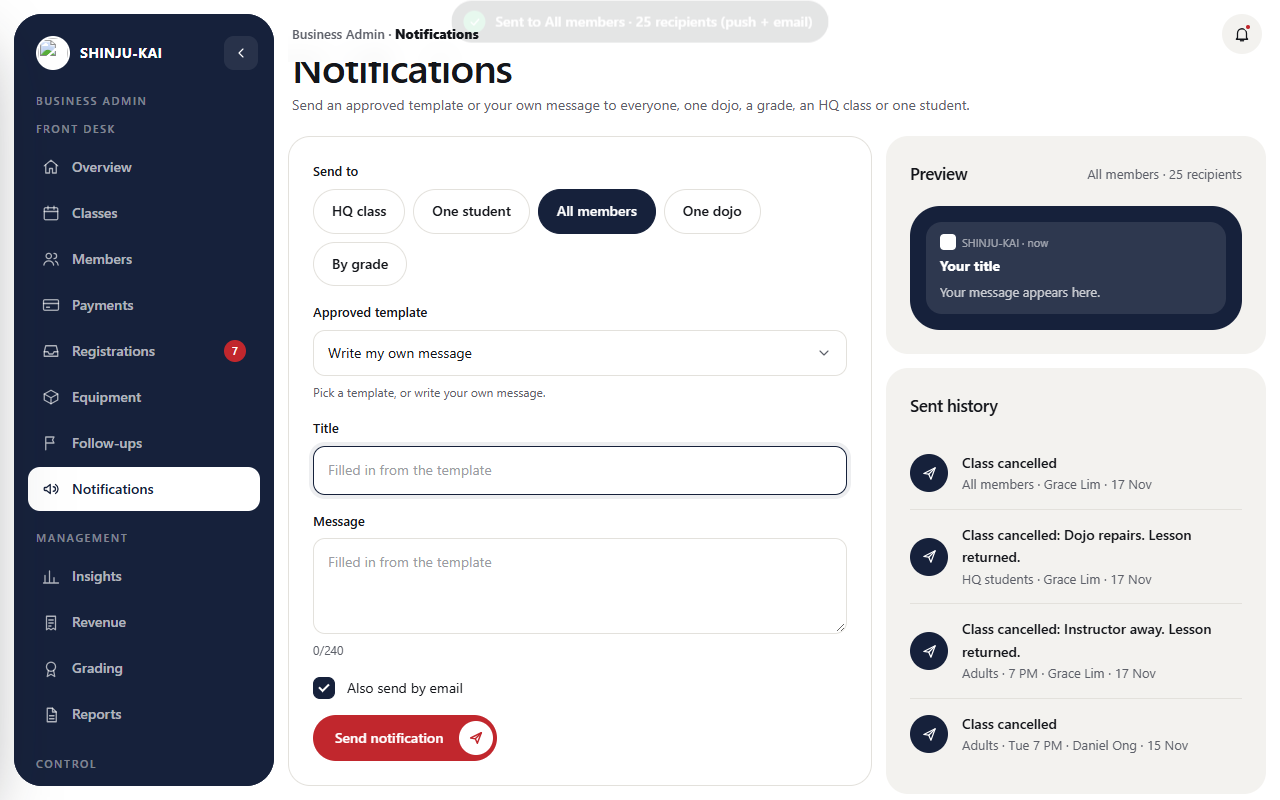 Sent to All members · 25 recipients (push + email)
SHINJU-KAI
BUSINESS ADMIN
FRONT DESK
Overview
Classes
Members
Payments
Registrations
7
Equipment
Follow-ups
Notifications
MANAGEMENT
Insights
Revenue
Grading
Reports
CONTROL
Business Admin · Notifications
Notifications
Send an approved template or your own message to everyone, one dojo, a grade, an HQ class or one student.
Send to
HQ class
One student
All members
One dojo
By grade
Approved template
Write my own message
Pick a template, or write your own message.
Title
Filled in from the template
Message
Filled in from the template
0/240
Also send by email
Send notification
Preview
All members · 25 recipients
SHINJU-KAI · now
Your title
Your message appears here.
Sent history
Class cancelled
All members · Grace Lim · 17 Nov
Class cancelled: Dojo repairs. Lesson
returned.
HQ students · Grace Lim · 17 Nov
Class cancelled: Instructor away. Lesson
returned.
Adults · 7 PM · Grace Lim · 17 Nov
Class cancelled
Adults · Tue 7 PM · Daniel Ong · 15 Nov